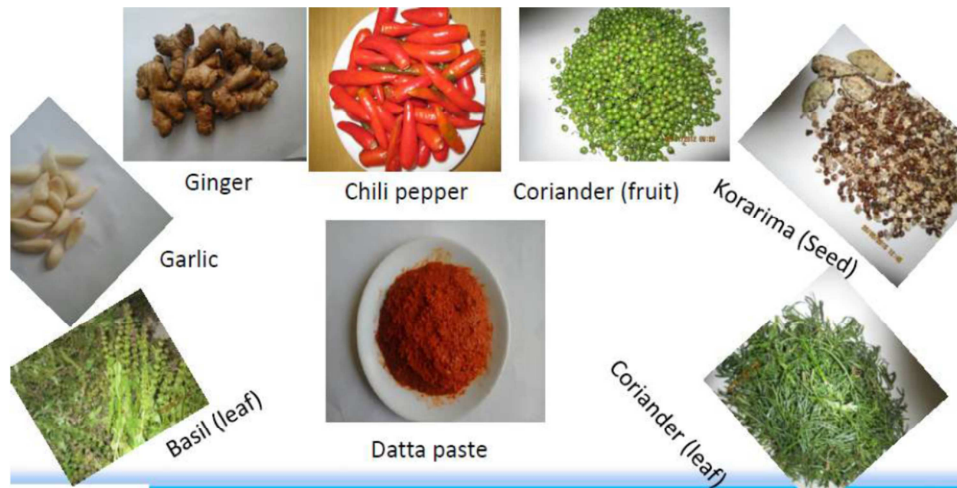 Ginger
Chili pepper
Coriander (fruit)
Korarima (Seed)
Garlic
Basil (leaf)
Datta paste
Coriander (leaf)